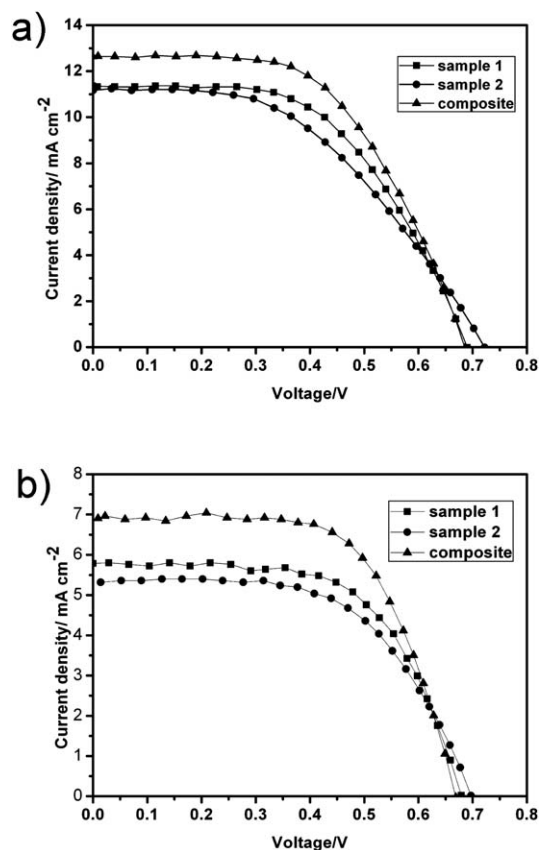 a)
14
12
10
8
6
4
2
0
Current density/ mA cm-2
sample 1
sample 2
composite
0.0 0.1 0.2 0.3 0.4 0.5 0.6 0.7 0.8
Voltage/V
b)
8
7
6
5
4
3
2
1
0
Current density/ mA cm-2
sample 1
sample 2
composite
0.0 0.1 0.2 0.3 0.4 0.5 0.6 0.7 0.8
Voltage/V